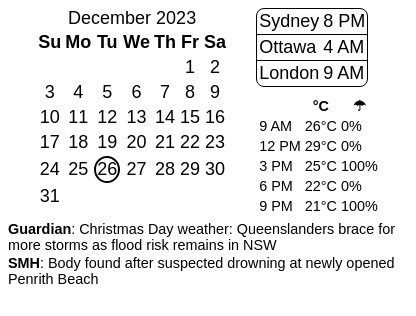 December 2023
Su Mo Tu We Th Fr Sa
1 2
3 4 5 6 7 8 9
10 11 12 13 14 15 16
17 18 19 20 21 22 23
24 25 26 27 28 29 30
31
Sydney 8 PM
Ottawa 4 AM
London 9 AM
°C ☂
9 AM 26°C 0%
12 PM 29°C 0%
3 PM 25°C 100%
6 PM 22°C 0%
9 PM 21°C 100%
Guardian: Christmas Day weather: Queenslanders brace for
more storms as flood risk remains in NSW
SMH: Body found after suspected drowning at newly opened
Penrith Beach